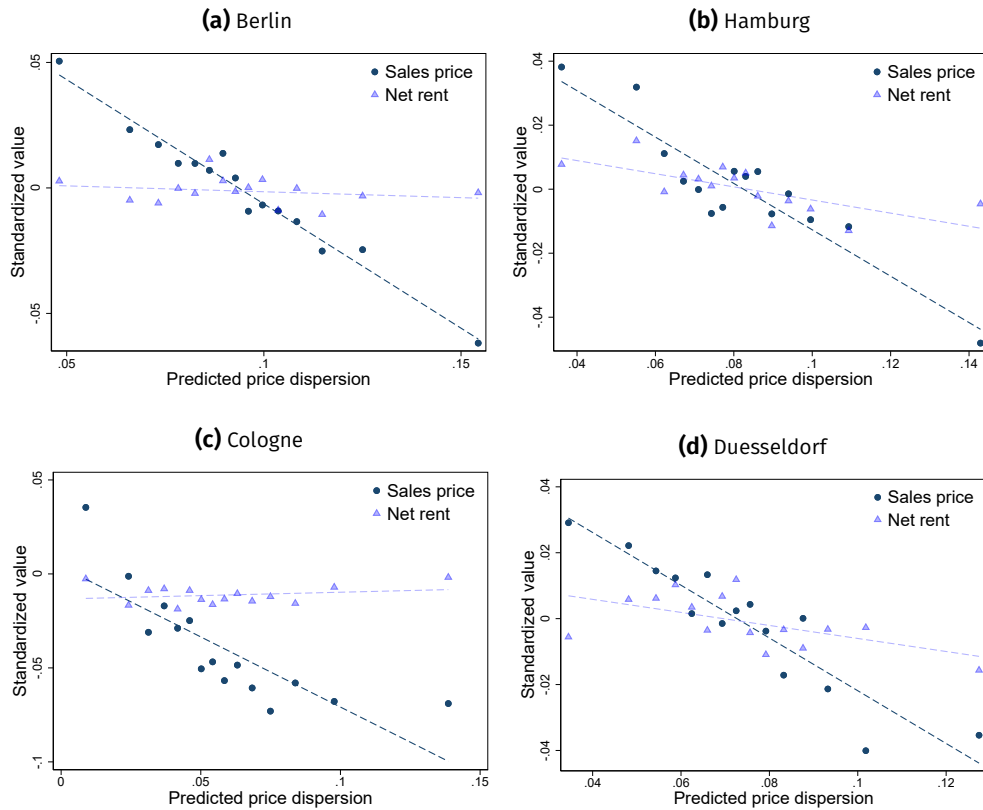 (a) Berlin
Sales price
Net rent
Standardized value
.05
0
-.05
.05
.1
.15
Predicted price dispersion
(b) Hamburg
Sales price
Net rent
Standardized value
.04
.02
0
-.02
-.04
.04
.06
.08
.1
.12
.14
Predicted price dispersion
(c) Cologne
Sales price
Net rent
Standardized value
.05
0
-.05
-.1
0
.05
.1
.15
Predicted price dispersion
(d) Duesseldorf
Sales price
Net rent
Standardized value
.04
.02
0
-.02
-.04
.04
.06
.08
.1
.12
Predicted price dispersion